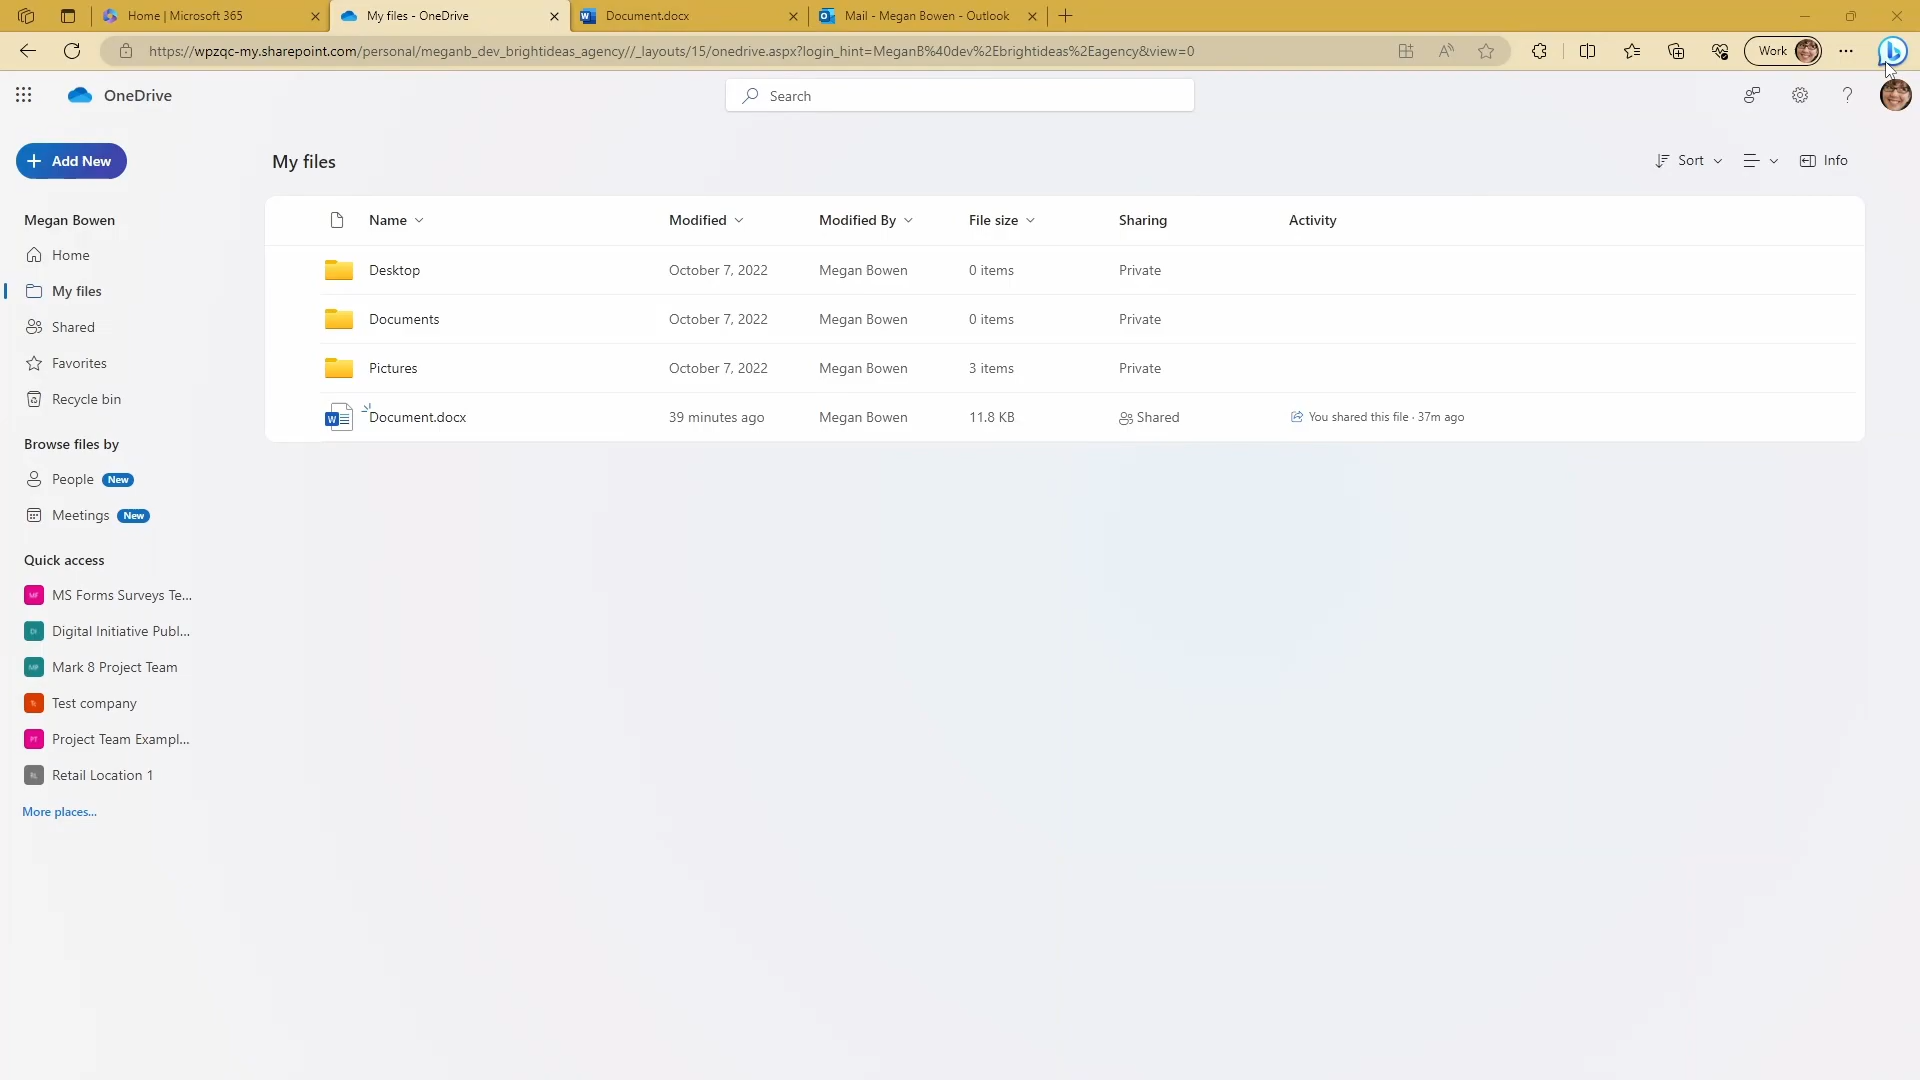 Home | Microsoft 365
My files - OneDrive
Document.docx
Mail - Megan Bowen - Outlook
https://wpzqc-my.sharepoint.com/personal/meganb_dev_brightideas_agency//_layouts/15/onedrive.aspx?login_hint=MeganB%40dev%2Ebrightideas%2Eagency&view=0
Work
OneDrive
Search
Add New
My files
Sort
Info
Megan Bowen
Home
My files
Shared
Favorites
Recycle bin
Browse files by
People New
Meetings New
Quick access
MS Forms Surveys Te...
Digital Initiative Publ...
Mark 8 Project Team
Test company
Project Team Exampl...
Retail Location 1
More places...
Name Modified Modified By File size Sharing Activity
Desktop October 7, 2022 Megan Bowen 0 items Private
Documents October 7, 2022 Megan Bowen 0 items Private
Pictures October 7, 2022 Megan Bowen 3 items Private
Document.docx 39 minutes ago Megan Bowen 11.8 KB Shared You shared this file · 37m ago